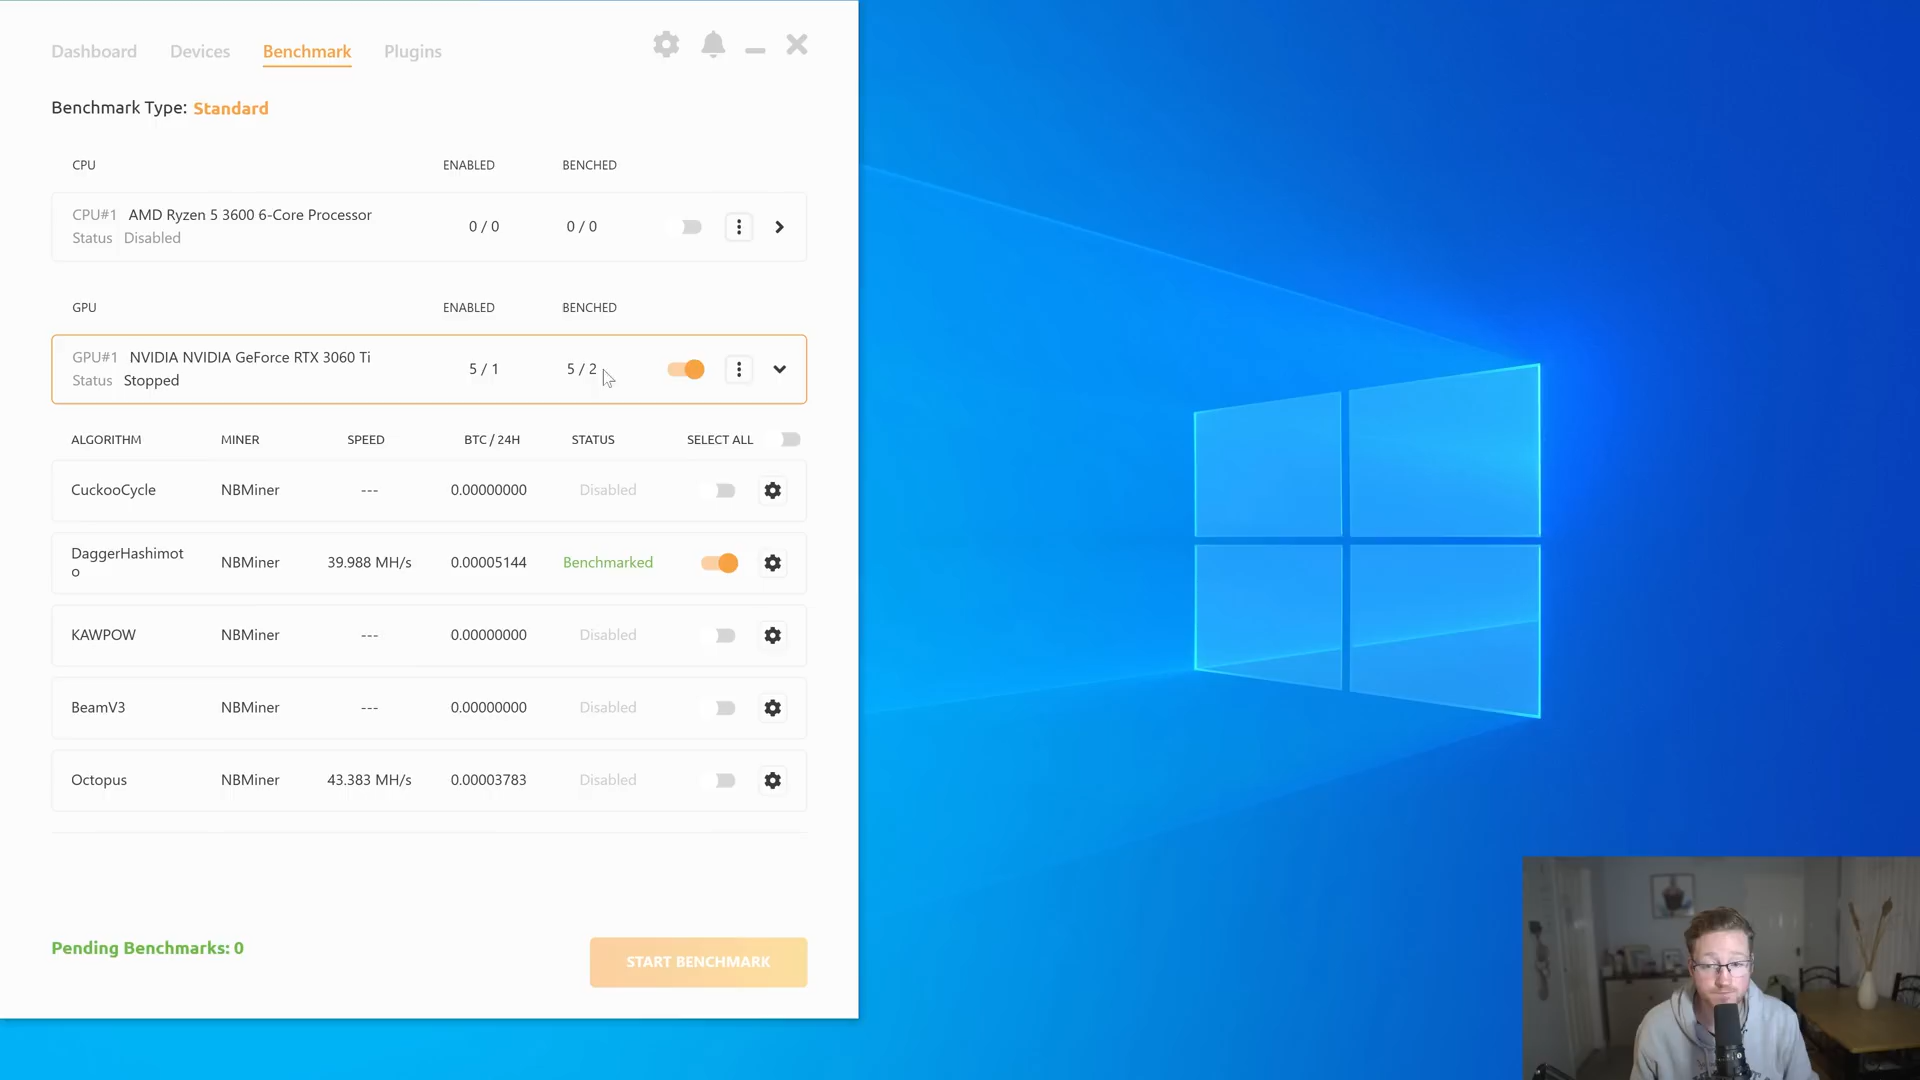 Dashboard Devices Benchmark Plugins
Benchmark Type: Standard
CPU ENABLED BENCHED
CPU#1 AMD Ryzen 5 3600 6-Core Processor
Status Disabled
0 / 0 0 / 0
GPU ENABLED BENCHED
GPU#1 NVIDIA NVIDIA GeForce RTX 3060 Ti
Status Stopped
5 / 1 5 / 2
ALGORITHM MINER SPEED BTC / 24H STATUS SELECT ALL
CuckooCycle NBMiner --- 0.00000000 Disabled
DaggerHashimot
o
NBMiner 39.988 MH/s 0.00005144 Benchmarked
KAWPOW NBMiner --- 0.00000000 Disabled
BeamV3 NBMiner --- 0.00000000 Disabled
Octopus NBMiner 43.383 MH/s 0.00003783 Disabled
Pending Benchmarks: 0
START BENCHMARK